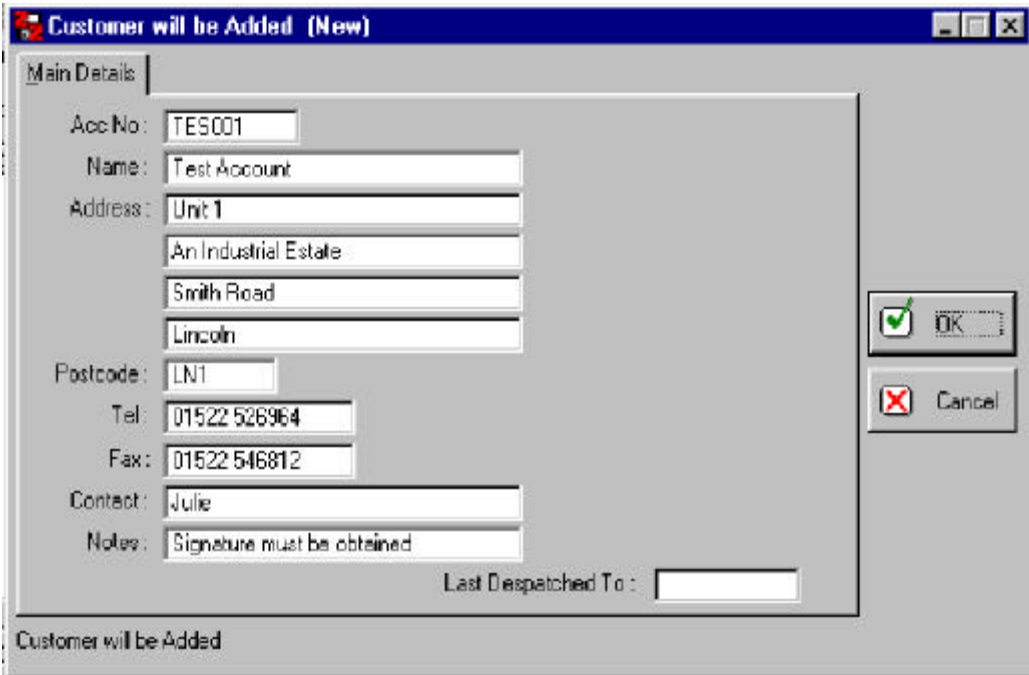 Customer will be Added (New)
Main Details
Acc No : TES001
Name : Test Account
Address : Unit 1
An Industrial Estate
Smith Road
Lincoln
Postcode : LN1
Tel : 01522 526964
Fax : 01522 546812
Contact : Julie
Notes : Signature must be obtained
Last Despatched To :
OK
Cancel
Customer will be Added